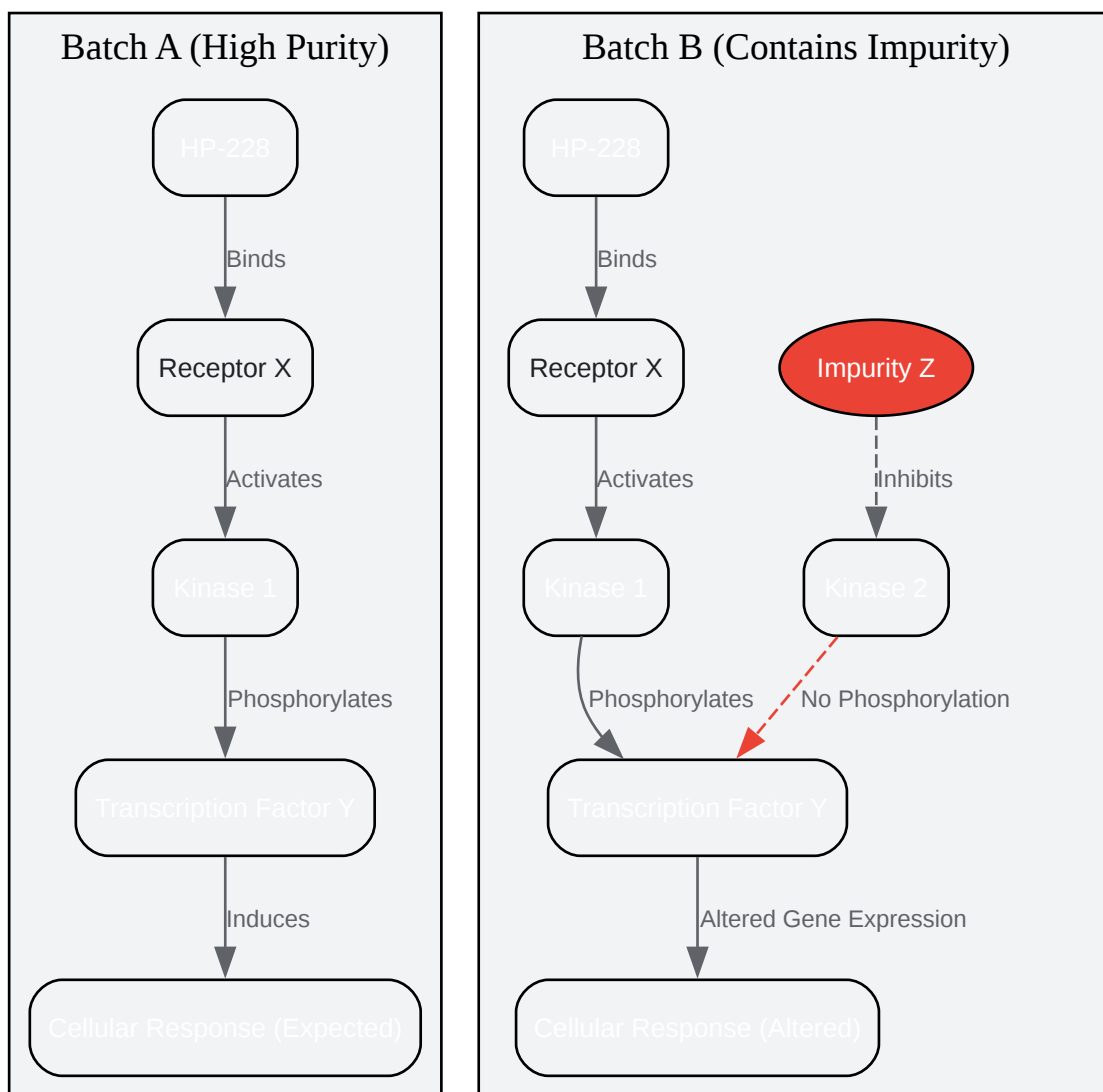 Batch A (High Purity)
HP-228
Binds
Receptor X
Activates
Kinase 1
Phosphorylates
Transcription Factor Y
Induces
Cellular Response (Expected)
Batch B (Contains Impurity)
HP-228
Binds
Receptor X
Impurity Z
Activates
Inhibits
Kinase 1
Kinase 2
Phosphorylates
No Phosphorylation
Transcription Factor Y
Altered Gene Expression
Cellular Response (Altered)